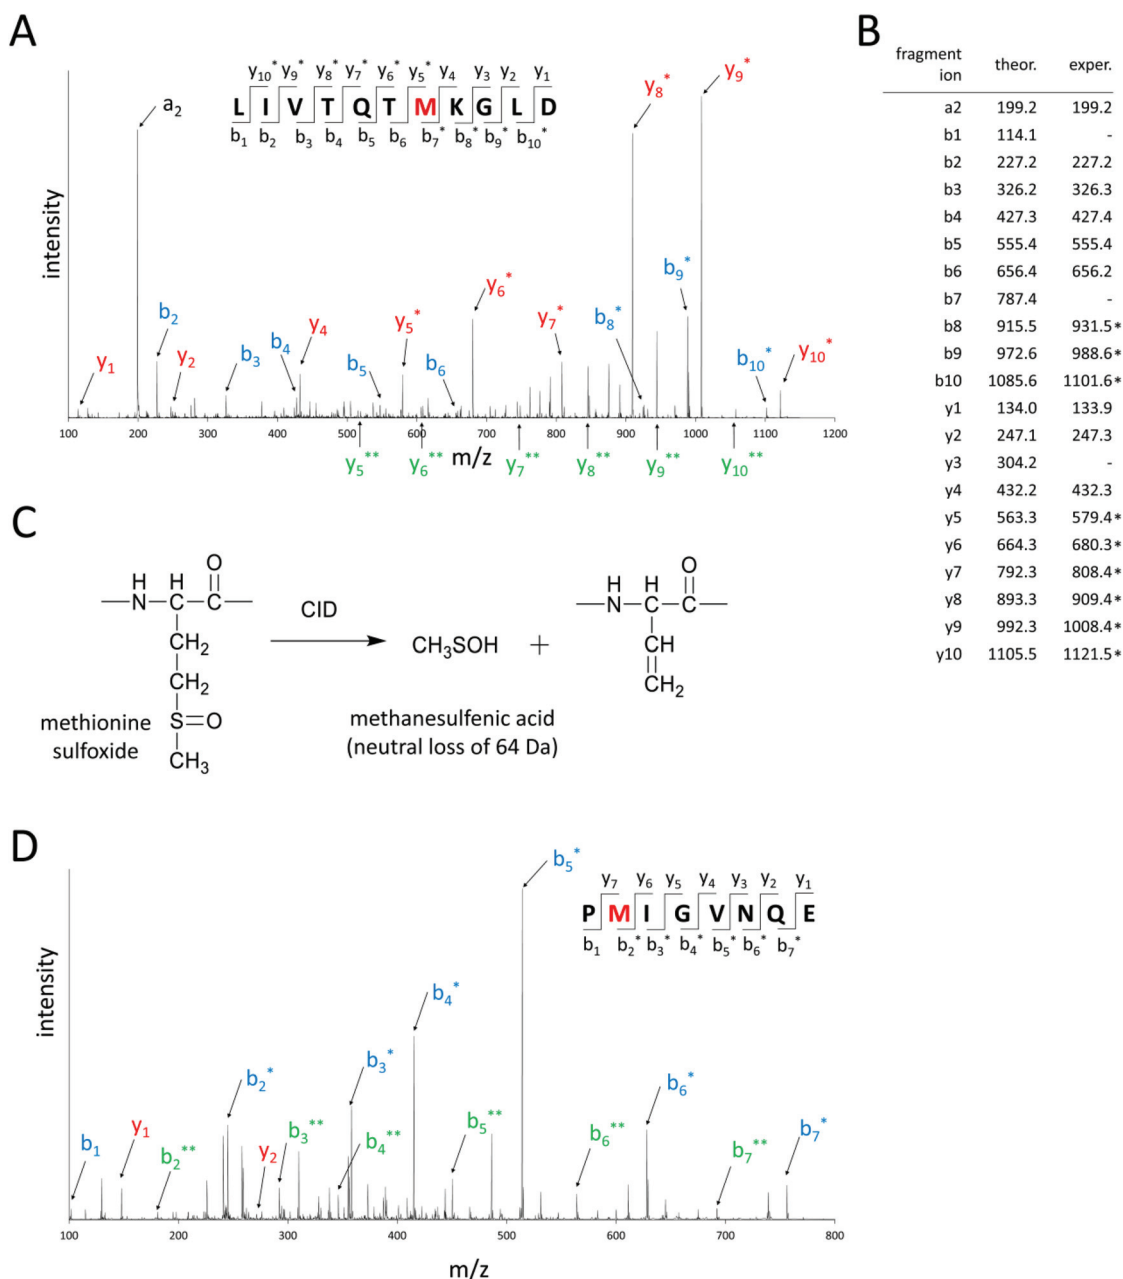 A
y10* y9* y8* y7* y6* y5* y4 y3 y2 y1
L I V T Q T M K G L D
b1 b2 b3 b4 b5 b6 b7* b8* b9* b10*
intensity
a2
y8*
y9*
b9*
y6*
b2
y4
y5*
y7*
b8*
y1
y2
b3
b4
b5
b6
b10*
y10*
100 200 300 400 500 600 700 800 900 1000 1100 1200
m/z
y5** y6** y7** y8** y9** y10**
B
fragment ion theor. exper.
a2 199.2 199.2
b1 114.1 -
b2 227.2 227.2
b3 326.2 326.3
b4 427.3 427.4
b5 555.4 555.4
b6 656.4 656.2
b7 787.4 -
b8 915.5 931.5*
b9 972.6 988.6*
b10 1085.6 1101.6*
y1 134.0 133.9
y2 247.1 247.3
y3 304.2 -
y4 432.2 432.3
y5 563.3 579.4*
y6 664.3 680.3*
y7 792.3 808.4*
y8 893.3 909.4*
y9 992.3 1008.4*
y10 1105.5 1121.5*
C
H H O
N C C
CH2
CH2
S=O
CH3
methionine
sulfoxide
CID
CH3SOH +
methanesulfenic acid
(neutral loss of 64 Da)
H H O
N C C
CH
CH2
D
intensity
b5*
y7 y6 y5 y4 y3 y2 y1
P M I G V N Q E
b1 b2* b3* b4* b5* b6* b7*
b4*
b3*
b2*
b6*
b1
y1
b2**
b3**
y2
b4**
b5**
b6**
b7**
b7*
100 200 300 400 500 600 700 800
m/z